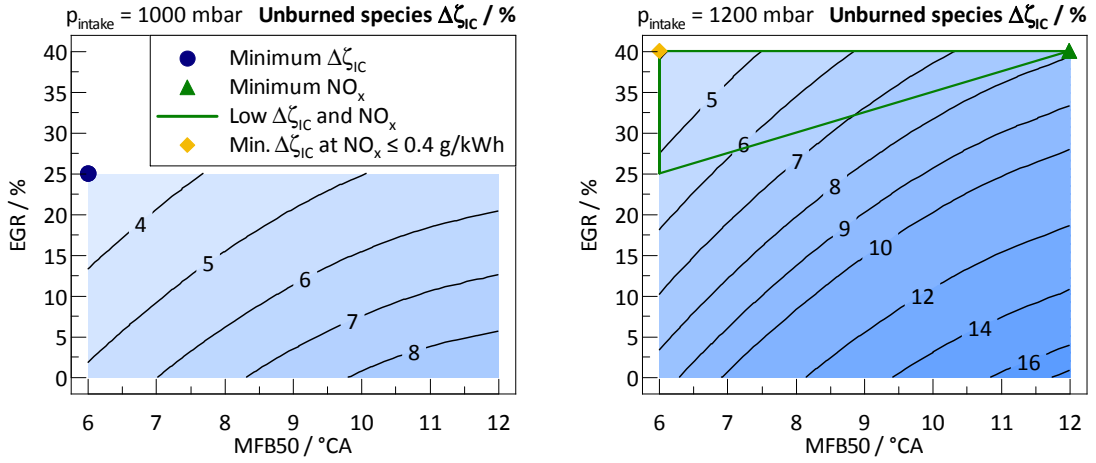 p_intake = 1000 mbar Unburned species Δζ_IC / %
Minimum Δζ_IC
Minimum NO_x
Low Δζ_IC and NO_x
Min. Δζ_IC at NO_x ≤ 0.4 g/kWh
EGR / %
40
35
30
25
20
15
10
5
0
4
5
6
7
8
6 7 8 9 10 11 12
MFB50 / °CA
p_intake = 1200 mbar Unburned species Δζ_IC / %
EGR / %
40
35
30
25
20
15
10
5
0
5
6
7
8
9
10
12
14
16
6 7 8 9 10 11 12
MFB50 / °CA